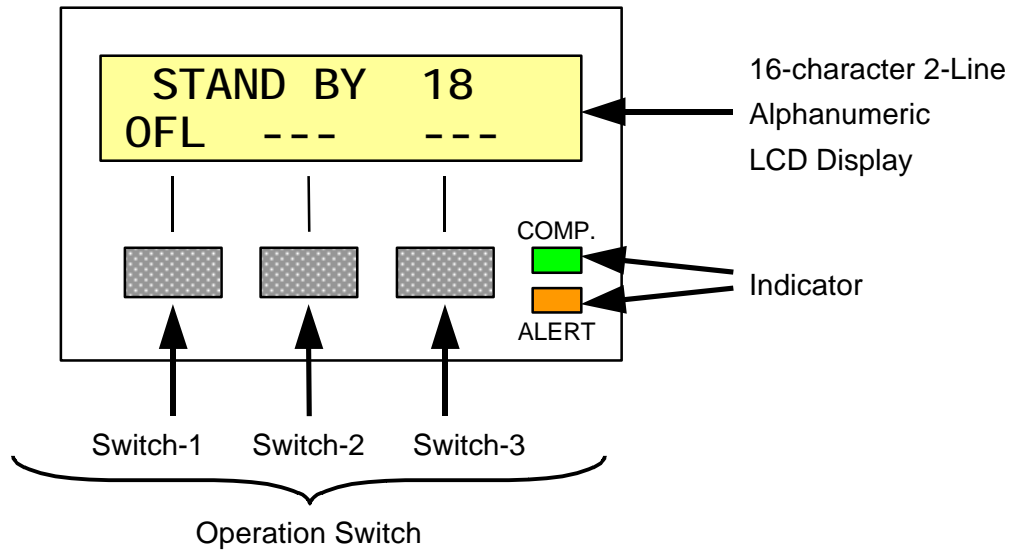 STAND BY 18
OFL --- ---
16-character 2-Line
Alphanumeric
LCD Display
COMP.
Indicator
ALERT
Switch-1 Switch-2 Switch-3
Operation Switch